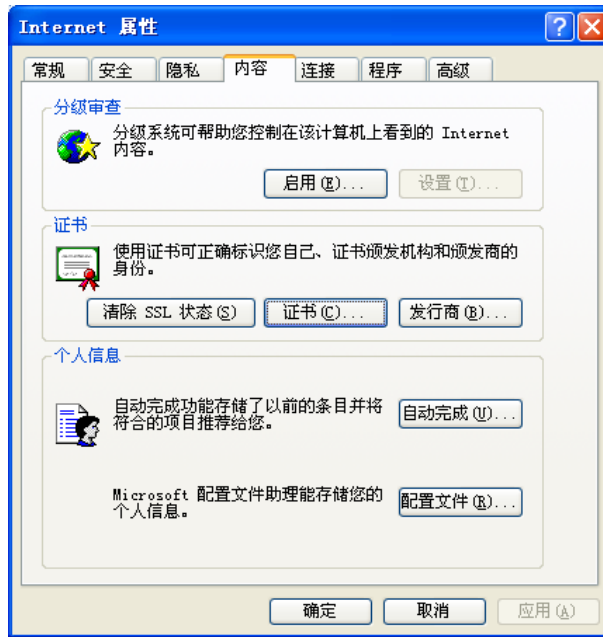 Internet 属性
常规 安全 隐私 内容 连接 程序 高级
分级审查
分级系统可帮助您控制在该计算机上看到的 Internet
内容。
启用(E)... 设置(T)...
证书
使用证书可正确标识您自己、证书颁发机构和颁发商的
身份。
清除 SSL 状态(S) 证书(C)... 发行商(B)...
个人信息
自动完成功能存储了以前的条目并将
符合的项目推荐给您。
自动完成(U)...
Microsoft 配置文件助理能存储您的
个人信息。
配置文件(R)...
确定 取消 应用(A)